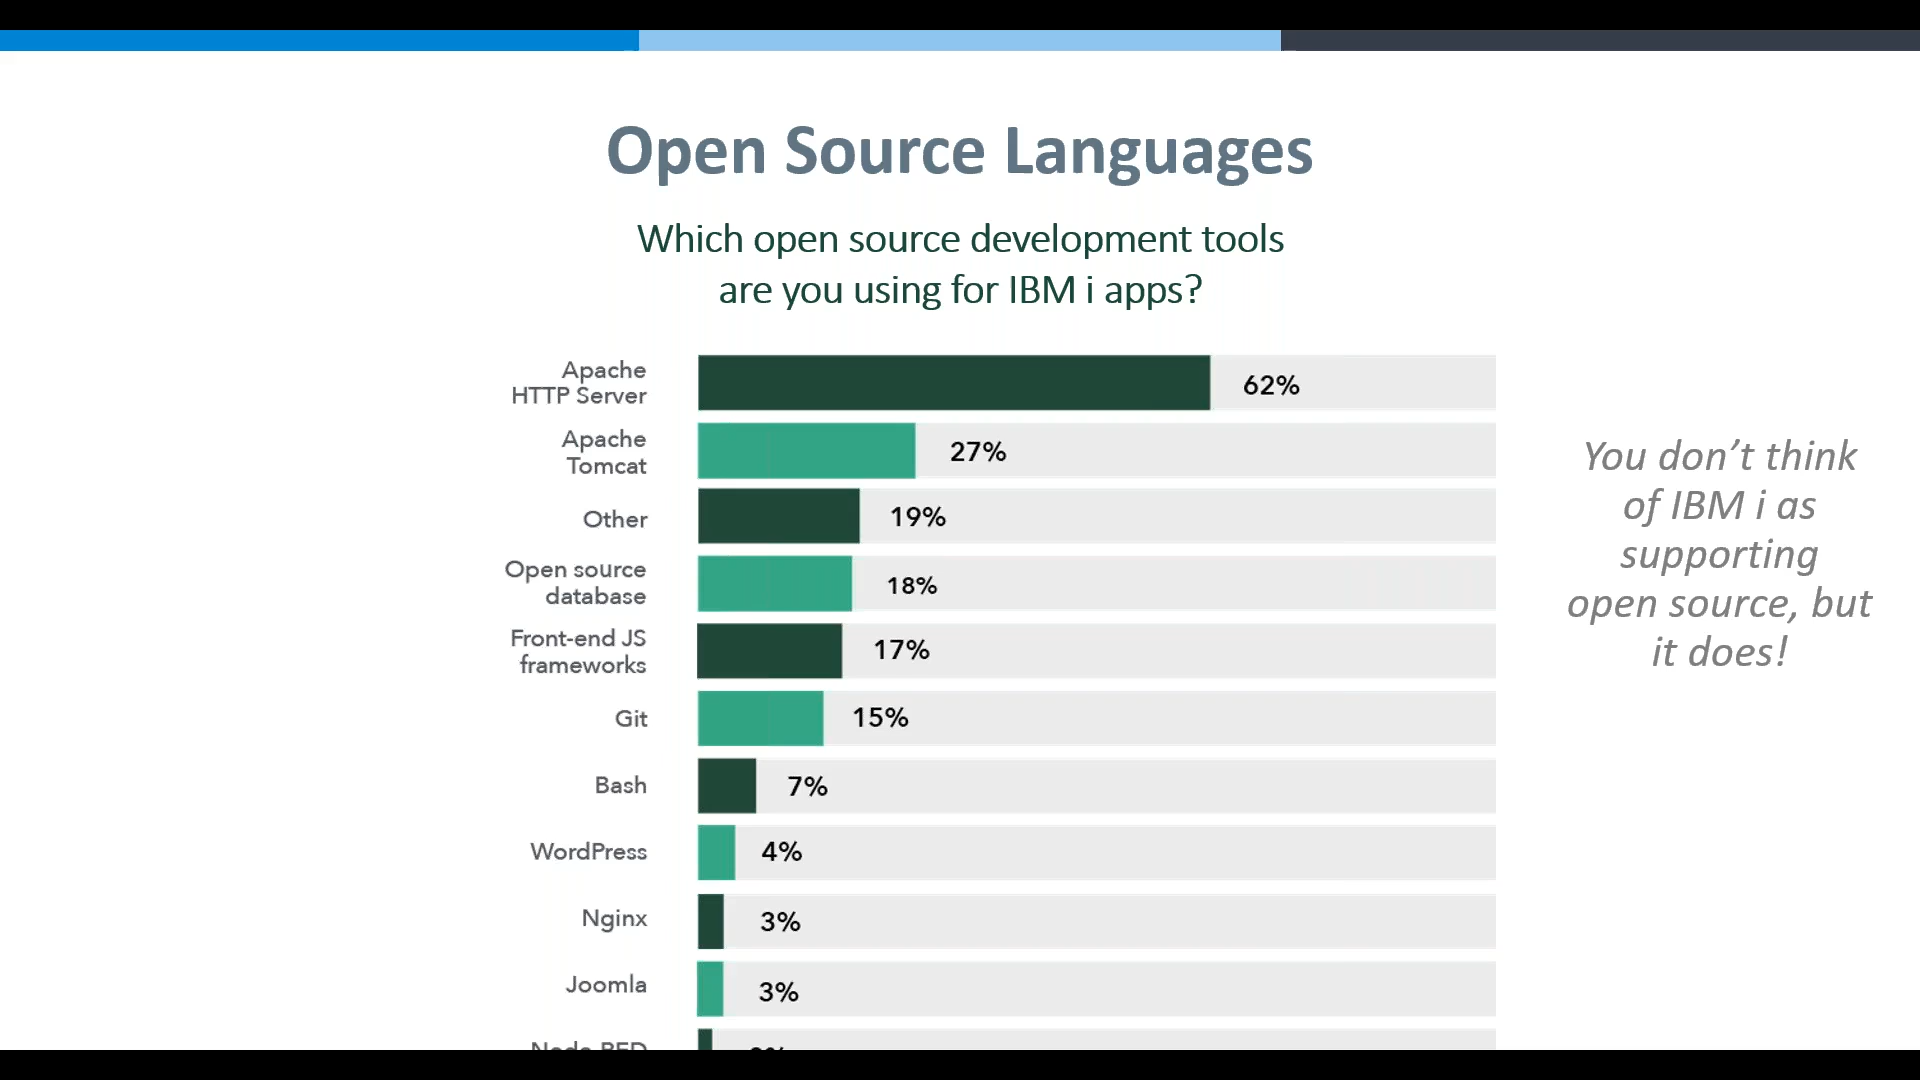 Open Source Languages
Which open source development tools
are you using for IBM i apps?
Apache
HTTP Server
62%
Apache
Tomcat
27%
Other
19%
Open source
database
18%
Front-end JS
frameworks
17%
Git
15%
Bash
7%
WordPress
4%
Nginx
3%
Joomla
3%
Node-RED
You don't think
of IBM i as
supporting
open source, but
it does!